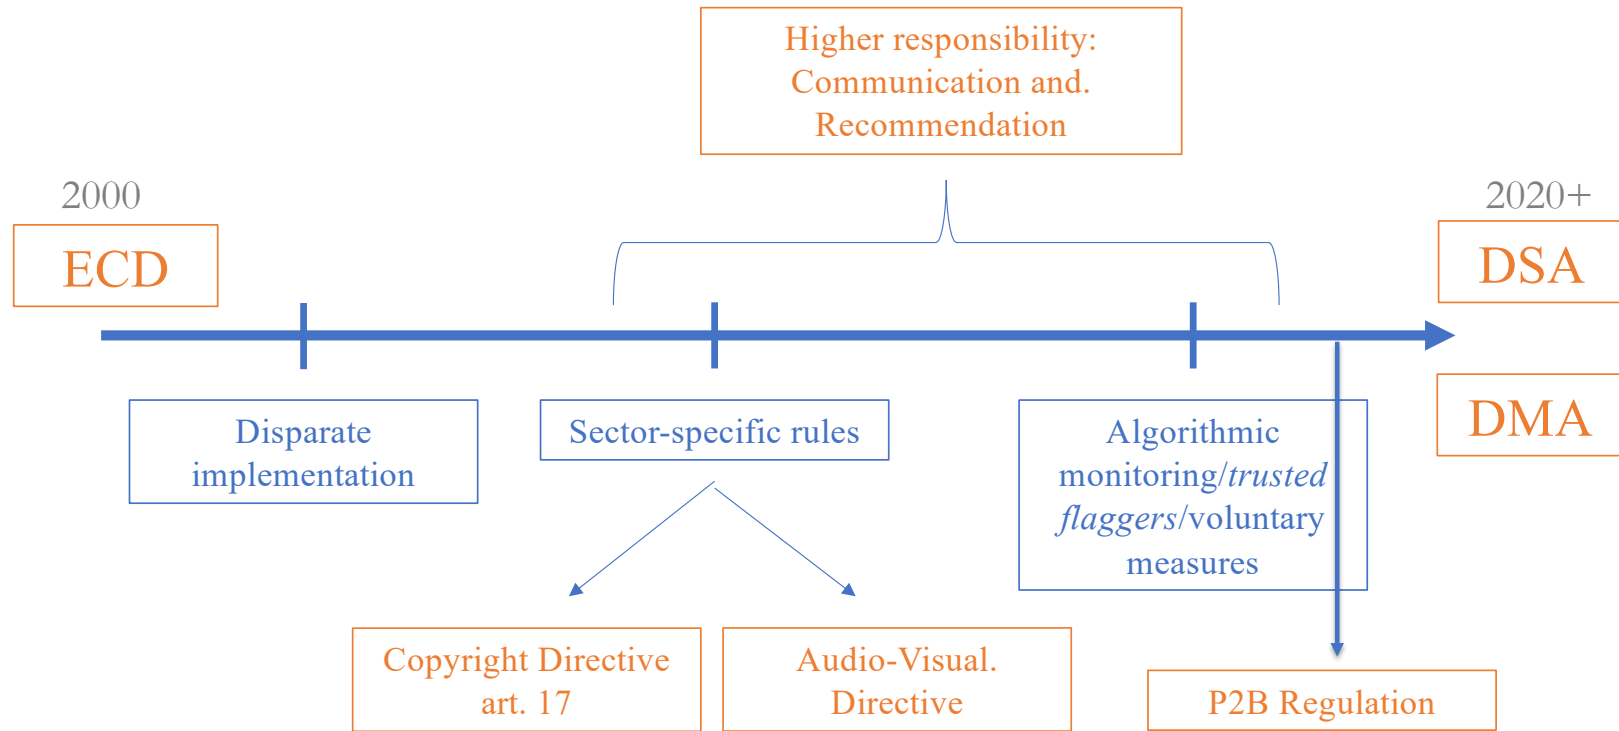 Higher responsibility:
Communication and.
Recommendation
2000
2020+
ECD
DSA
DMA
Disparate
implementation
Sector-specific rules
Algorithmic
monitoring/trusted
flaggers/voluntary
measures
Copyright Directive
art. 17
Audio-Visual.
Directive
P2B Regulation